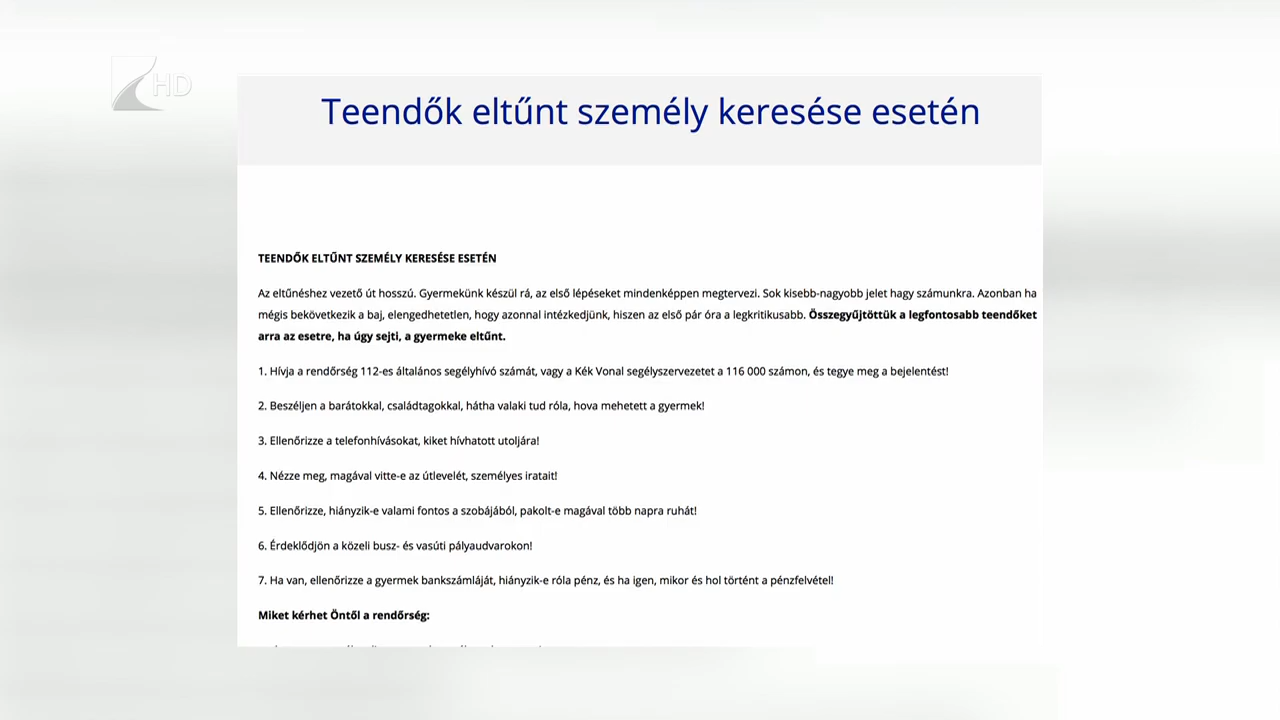 HD
Teendők eltűnt személy keresése esetén
TEENDŐK ELTŰNT SZEMÉLY KERESÉSE ESETÉN
Az eltűnéshez vezető út hosszú. Gyermekünk készül rá, az első lépéseket mindenképpen megtervezi. Sok kisebb-nagyobb jelet hagy számunkra. Azonban ha
mégis bekövetkezik a baj, elengedhetetlen, hogy azonnal intézkedjünk, hiszen az első pár óra a legkritikusabb. Összegyűjtöttük a legfontosabb teendőket
arra az esetre, ha úgy sejti, a gyermeke eltűnt.
1. Hívja a rendőrség 112-es általános segélyhívó számát, vagy a Kék Vonal segélyszervezetet a 116 000 számon, és tegye meg a bejelentést!
2. Beszéljen a barátokkal, családtagokkal, hátha valaki tud róla, hova mehetett a gyermek!
3. Ellenőrizze a telefonhívásokat, kiket hívhatott utoljára!
4. Nézze meg, magával vitte-e az útlevelét, személyes iratait!
5. Ellenőrizze, hiányzik-e valami fontos a szobájából, pakolt-e magával több napra ruhát!
6. Érdeklődjön a közeli busz- és vasúti pályaudvarokon!
7. Ha van, ellenőrizze a gyermek bankszámláját, hiányzik-e róla pénz, és ha igen, mikor és hol történt a pénzfelvétel!
Miket kérhet Öntől a rendőrség: